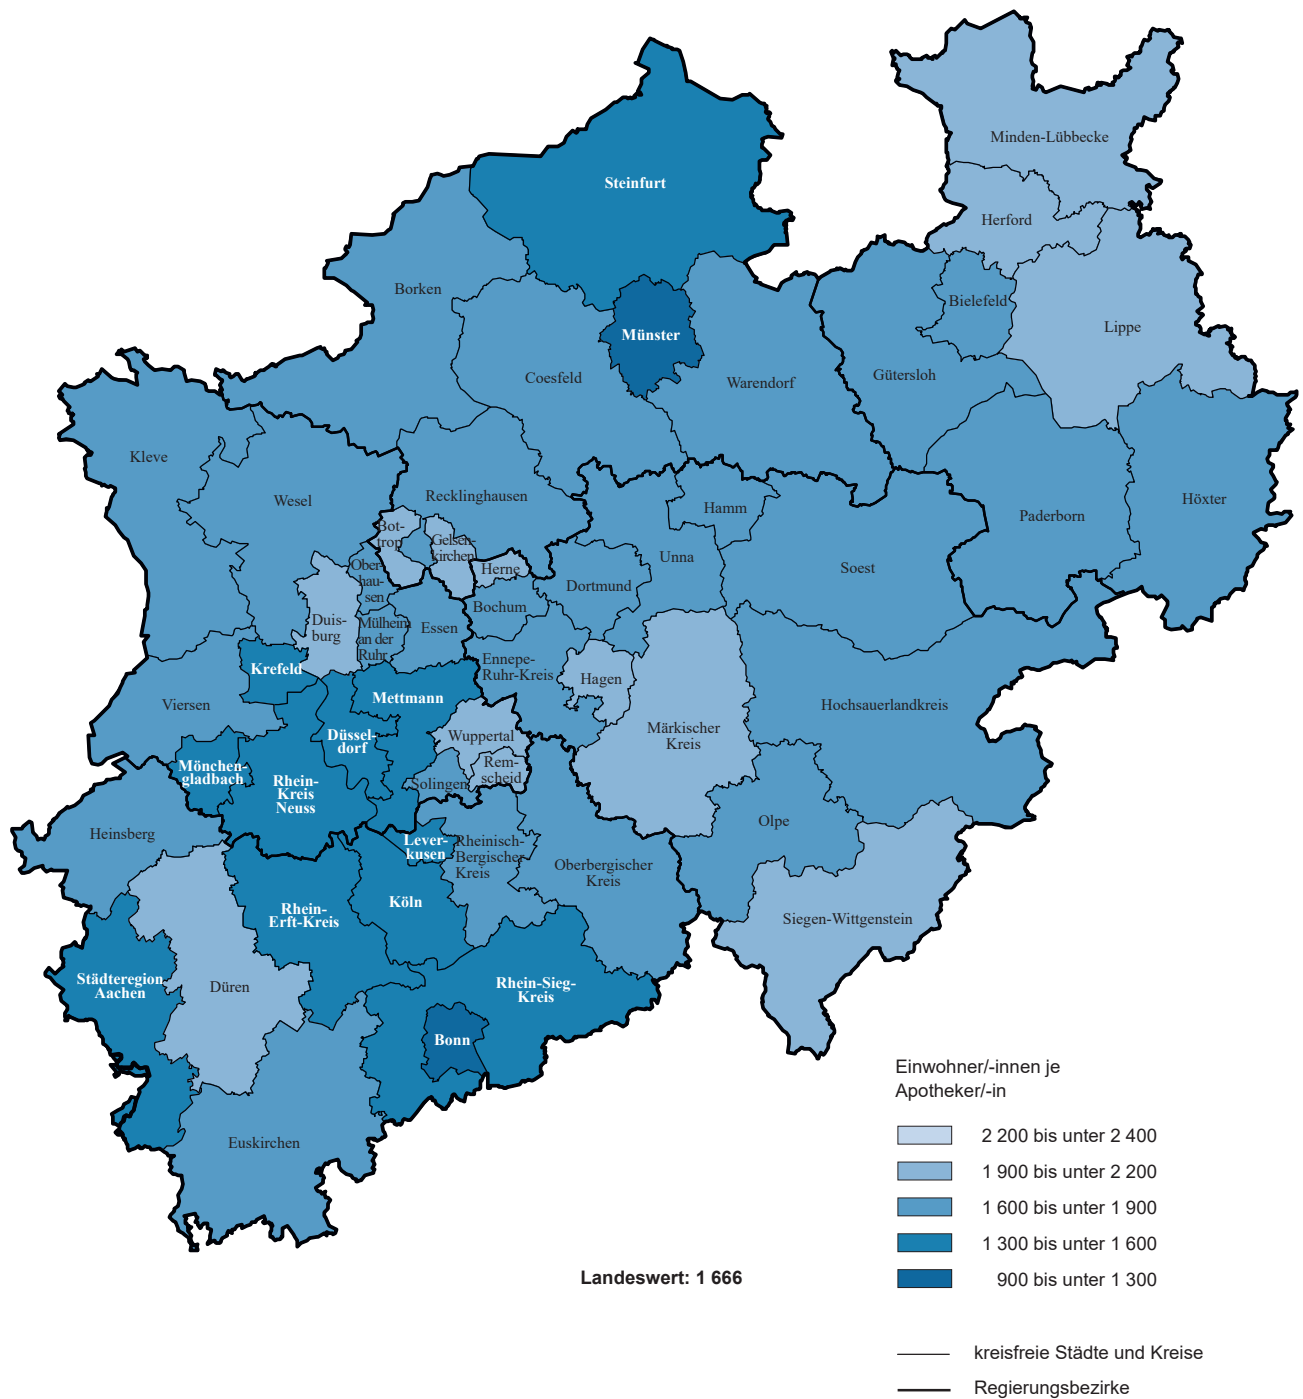 Minden-Lübbecke
Steinfurt
Herford
Borken
Bielefeld
Münster
Lippe
Coesfeld
Warendorf
Gütersloh
Kleve
Wesel
Recklinghausen
Hamm
Höxter
Paderborn
Bot-
trop
Gelsen-
kirchen
Unna
Soest
Herne
Ober-
hau-
sen
Dortmund
Bochum
Duis-
burg
Mülheim
an der
Ruhr
Essen
Krefeld
Ennepe-
Ruhr-Kreis
Hagen
Mettmann
Viersen
Hochsauerlandkreis
Märkischer
Kreis
Düssel-
dorf
Wuppertal
Mönchen-
gladbach
Rem-
scheid
Rhein-
Kreis
Neuss
Solingen
Olpe
Heinsberg
Lever-
kusen
Rheinisch-
Bergischer
Kreis
Oberbergischer
Kreis
Rhein-
Erft-Kreis
Köln
Siegen-Wittgenstein
Städteregion
Aachen
Düren
Rhein-Sieg-
Kreis
Bonn
Euskirchen
Einwohner/-innen je
Apotheker/-in
2 200 bis unter 2 400
1 900 bis unter 2 200
1 600 bis unter 1 900
1 300 bis unter 1 600
900 bis unter 1 300
Landeswert: 1 666
kreisfreie Städte und Kreise
Regierungsbezirke